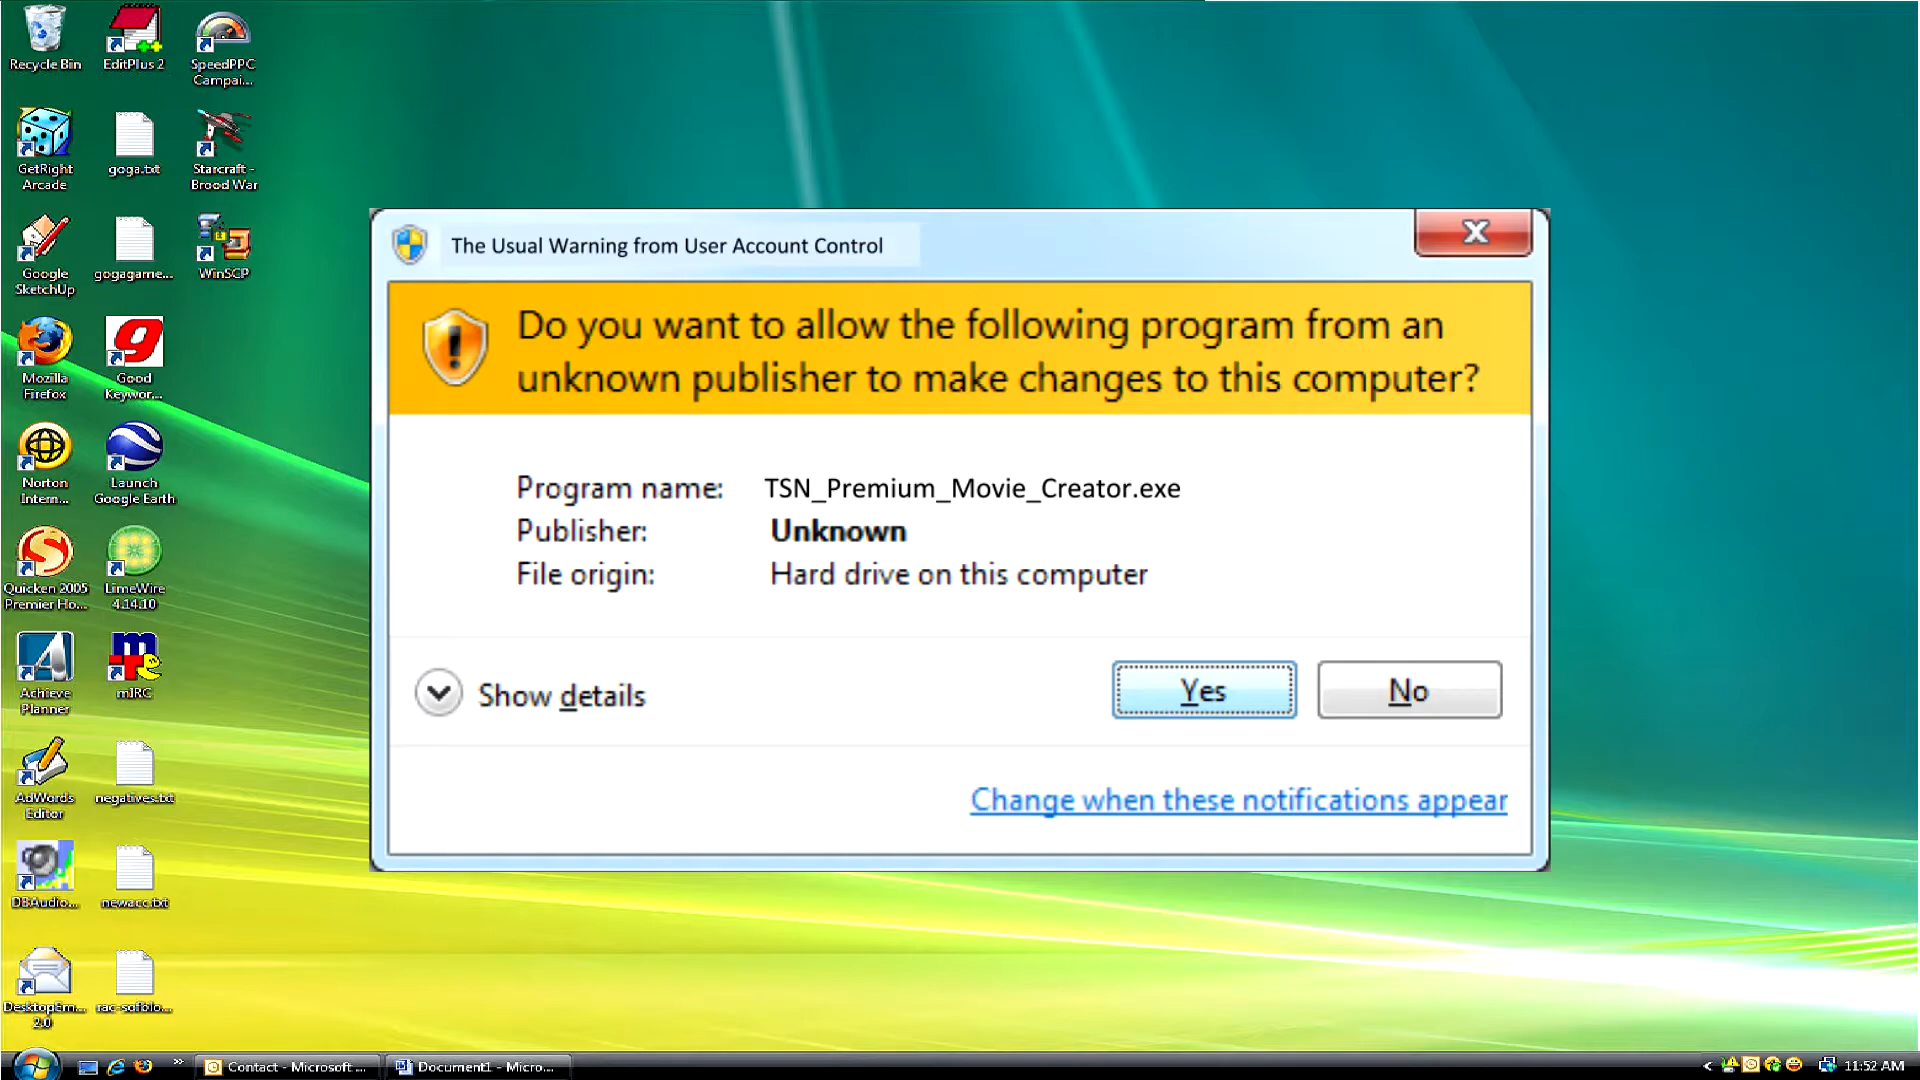 Recycle Bin
EditPlus 2
SpeedPPC
Campai...
GetRight
Arcade
goga.txt
Starcraft -
Brood War
Google
SketchUp
gogagame...
WinSCP
Mozilla
Firefox
Good
Keywor...
Norton
Intern...
Launch
Google Earth
Quicken 2005
Premier Ho...
LimeWire
4.14.10
Achieve
Planner
mIRC
AdWords
Editor
negatives.txt
DBAudio...
newacc.txt
DesktopEm...
2.0
rac-sofblo...
The Usual Warning from User Account Control
X
Do you want to allow the following program from an
unknown publisher to make changes to this computer?
Program name: TSN_Premium_Movie_Creator.exe
Publisher: Unknown
File origin: Hard drive on this computer
Show details
Yes
No
Change when these notifications appear
Contact - Microsoft ...
Document1 - Micro...
11:52 AM